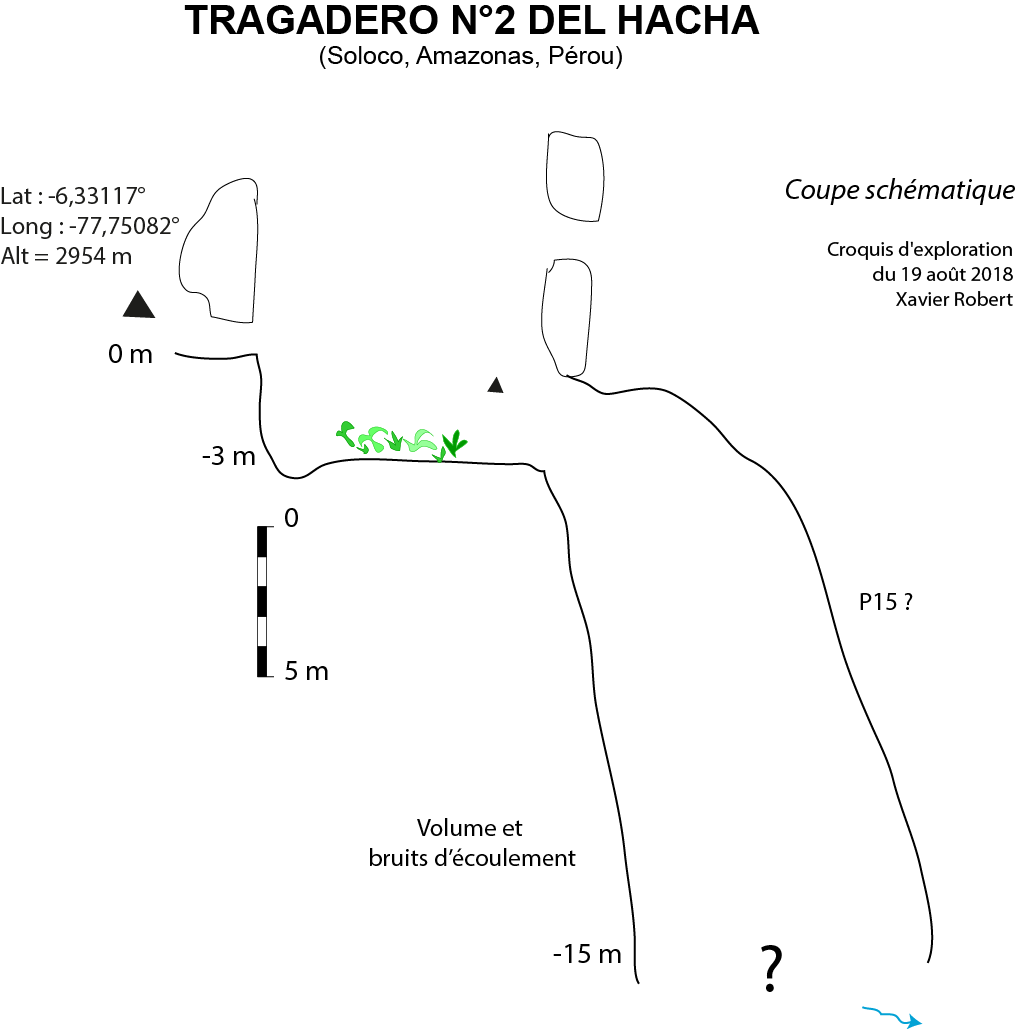 TRAGADERO N°2 DEL HACHA
(Soloco, Amazonas, Pérou)
Lat : -6,33117°
Long : -77,75082°
Alt = 2954 m
Coupe schématique
Croquis d'exploration
du 19 août 2018
Xavier Robert
0 m
-3 m
0
5 m
P15 ?
Volume et
bruits d’écoulement
-15 m
?